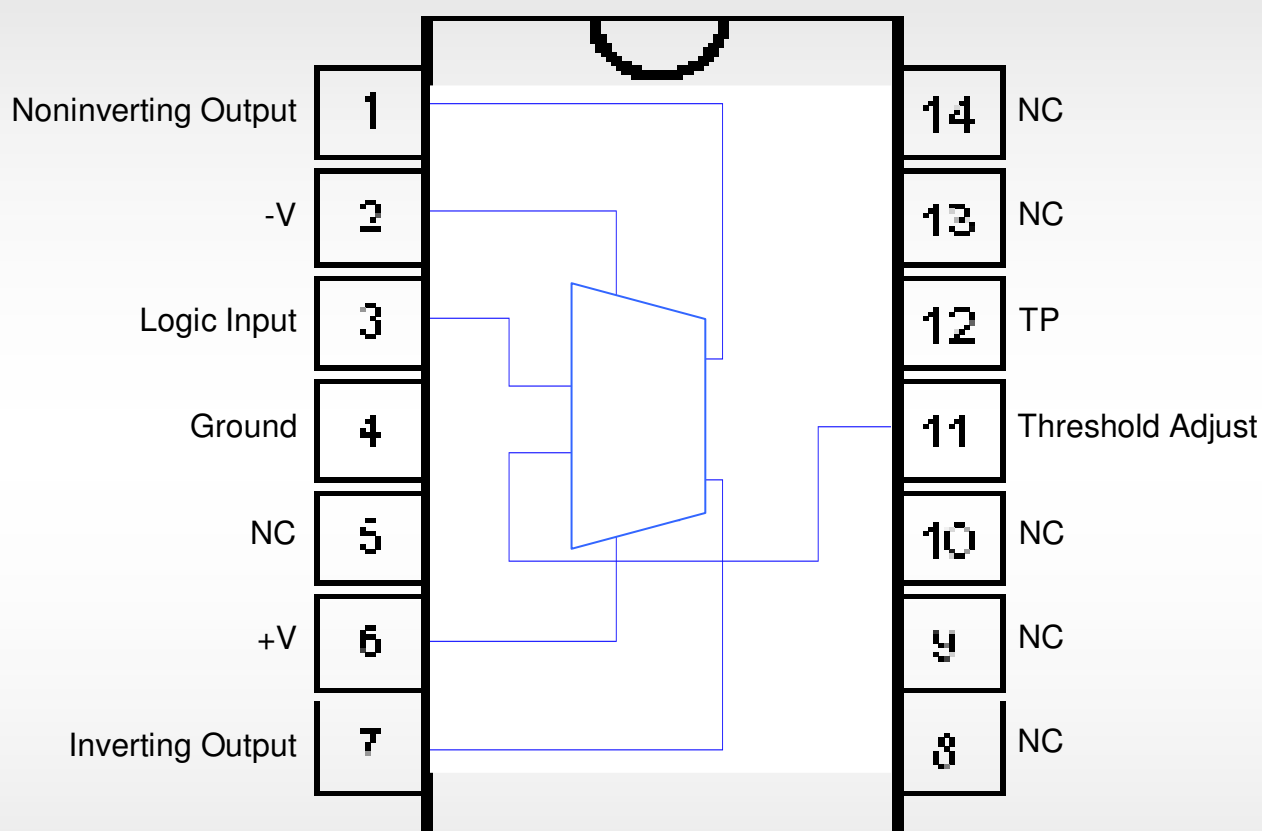 Noninverting Output 1
-V 2
Logic Input 3
Ground 4
NC 5
+V 6
Inverting Output 7
14 NC
13 NC
12 TP
11 Threshold Adjust
10 NC
9 NC
8 NC